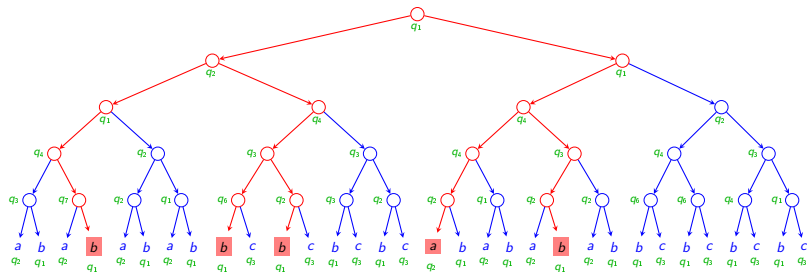 q₁
q₂ q₁
q₁ q₄ q₄ q₂
q₄ q₂ q₃ q₃ q₄ q₃ q₄ q₃
q₃ q₇ q₂ q₁ q₆ q₂ q₃ q₂ q₂ q₁ q₂ q₂ q₆ q₆ q₄ q₁
a b a b a b a b b c b c b c b c a b a b a b a b b c b c b c b c
q₂ q₁ q₂ q₁ q₂ q₁ q₂ q₁ q₁ q₃ q₁ q₃ q₁ q₃ q₁ q₃ q₂ q₁ q₂ q₁ q₂ q₁ q₂ q₁ q₁ q₃ q₁ q₃ q₁ q₃ q₁ q₃